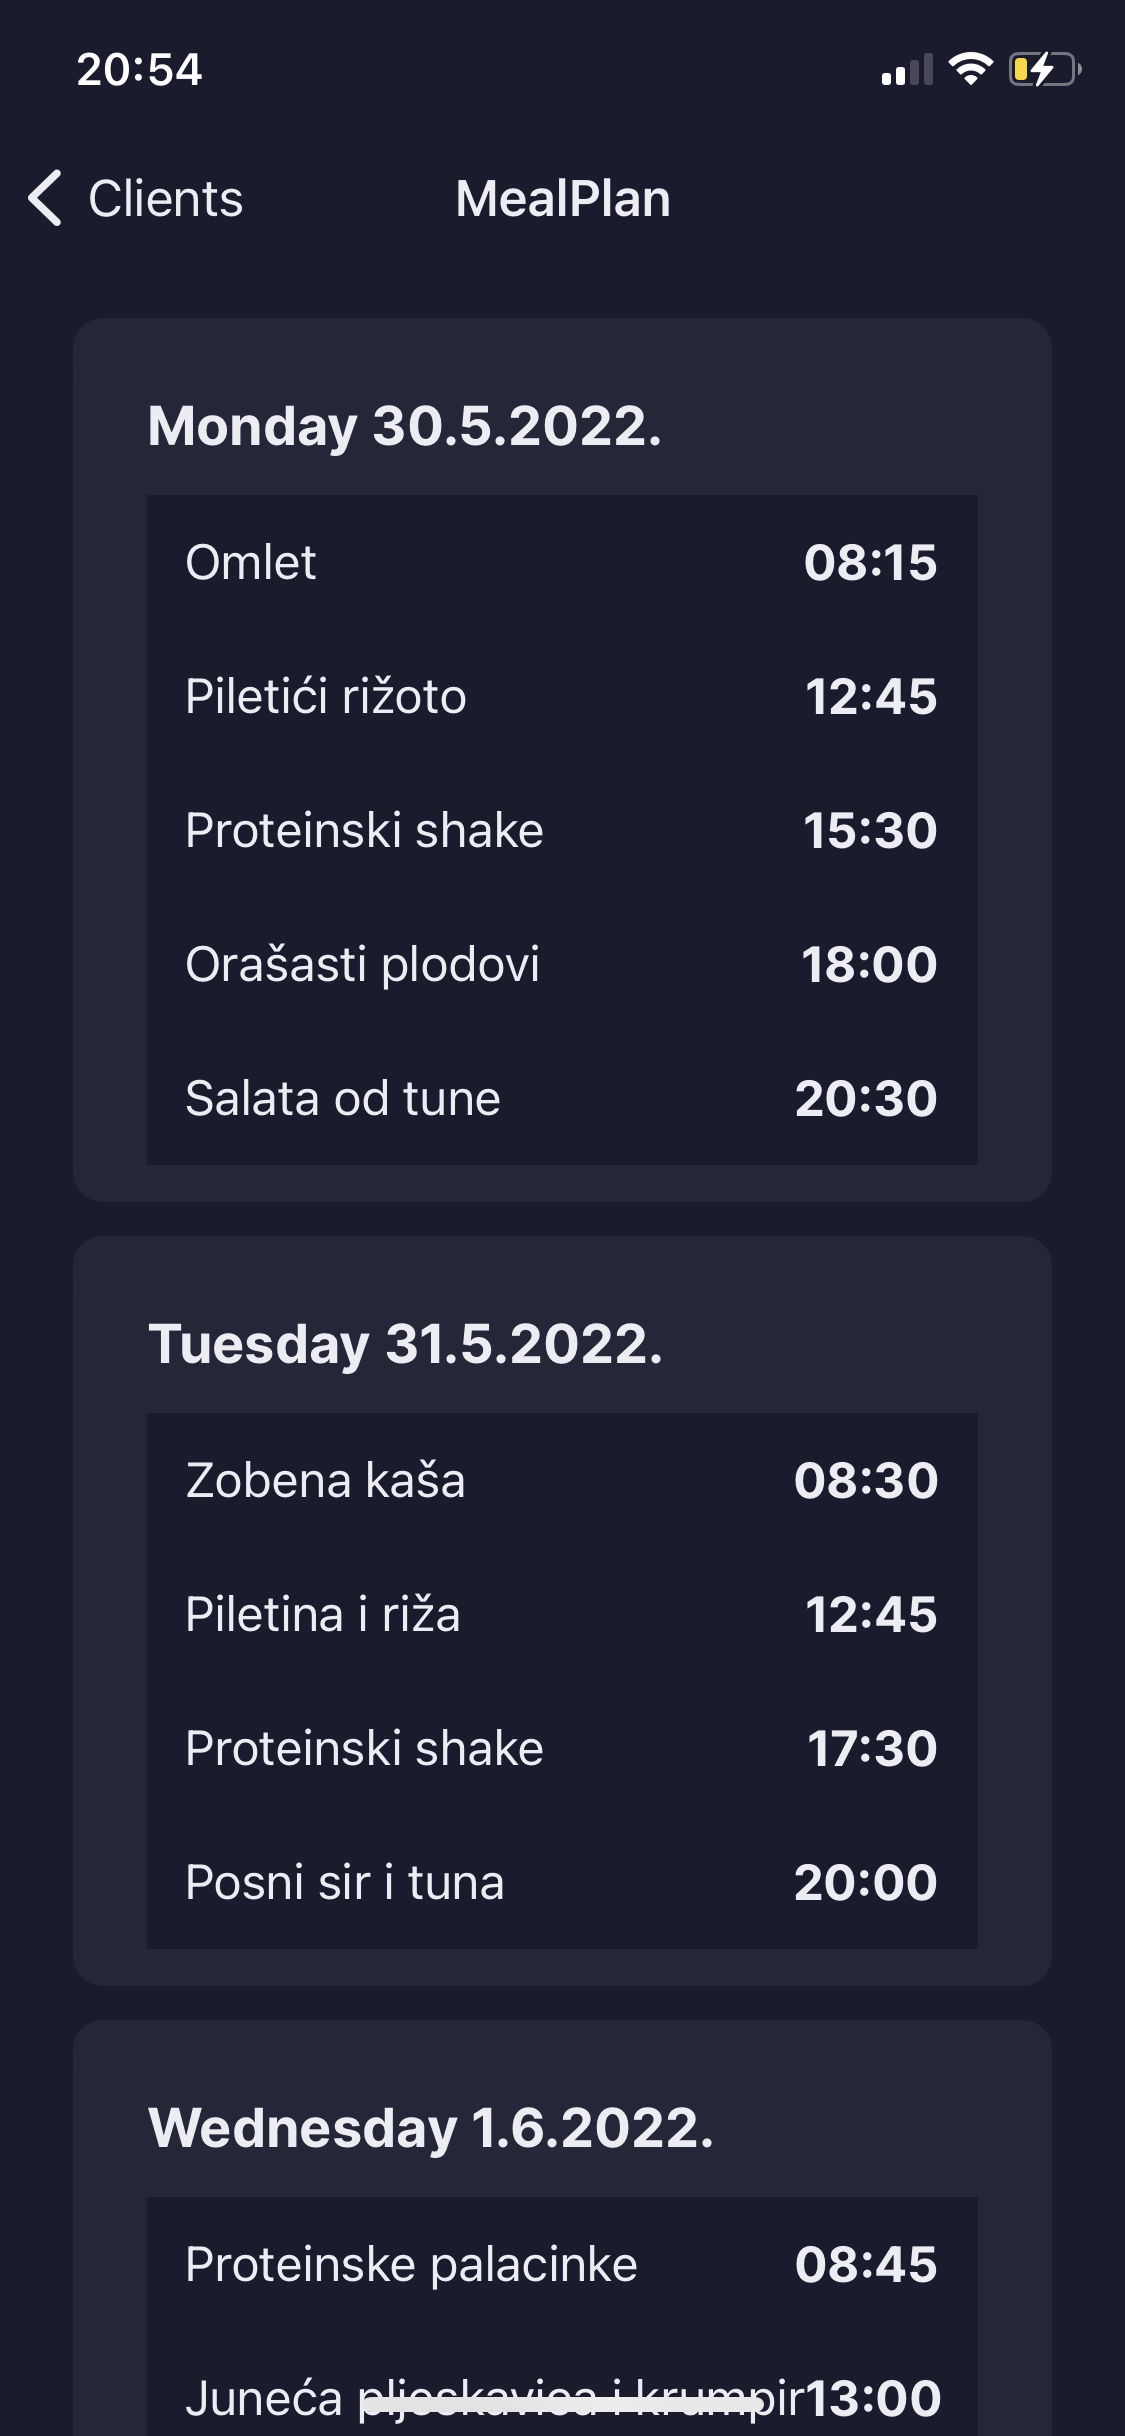 20:54
Clients
MealPlan
Monday 30.5.2022.
Omlet 08:15
Piletići rižoto 12:45
Proteinski shake 15:30
Orašasti plodovi 18:00
Salata od tune 20:30
Tuesday 31.5.2022.
Zobena kaša 08:30
Piletina i riža 12:45
Proteinski shake 17:30
Posni sir i tuna 20:00
Wednesday 1.6.2022.
Proteinske palacinke 08:45
Juneća pljeskavica i krumpir 13:00